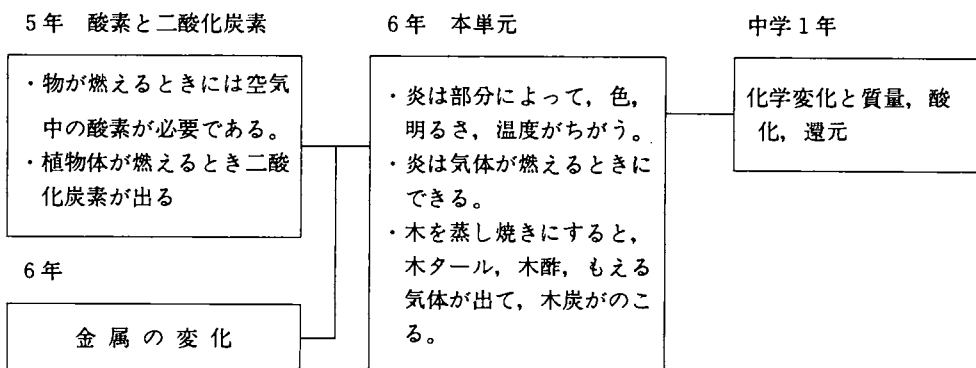 5年 酸素と二酸化炭素
・物が燃えるときには空気
中の酸素が必要である。
・植物体が燃えるとき二酸
化炭素が出る
6年
金属の変化
6年 本単元
・炎は部分によって，色，
明るさ，温度がちがう。
・炎は気体が燃えるときに
できる。
・木を蒸し焼きにすると，
木タール，木酢，もえる
気体が出て，木炭がのこ
る。
中学1年
化学変化と質量，酸
化，還元